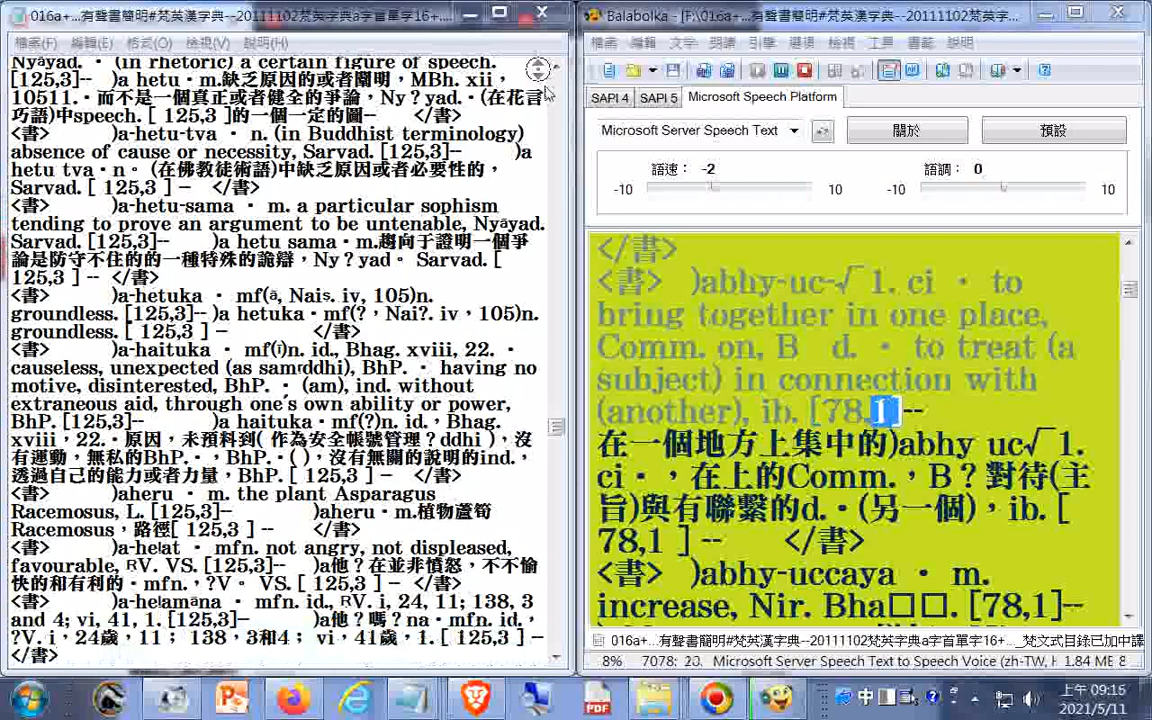 016a+...有聲書簡明#梵英漢字典--20111102梵英字典a字首單字16+...
檔案(F) 編輯(E) 格式(O) 檢視(V) 說明(H)
Nyāyad. · (in rhetoric) a certain figure of speech.
[125,3]-- )a hetu · m.缺乏原因的或者闡明，MBh. xii，
10511. · 而不是一個真正或者健全的爭論，Ny？yad. · (在花言
巧語)中speech. [ 125,3 ]的一個一定的圖 -- </書>
<書> )a-hetu-tva · n. (in Buddhist terminology)
absence of cause or necessity, Sarvad. [125,3]-- )a
hetu tva · n。 (在佛教徒術語)中缺乏原因或者必要性的，
Sarvad. [ 125,3 ] -- </書>
<書> )a-hetu-sama · m. a particular sophism
tending to prove an argument to be untenable, Nyāyad.
Sarvad. [125,3]-- )a hetu sama · m.趨向于證明一個爭
論是防守不住的的一種特殊的詭辯，Ny？yad。 Sarvad. [
125,3 ] -- </書>
<書> )a-hetuka · mf(ā, Naiṣ. iv, 105)n.
groundless. [125,3]-- )a hetuka · mf(?，Nai?. iv，105)n.
groundless. [ 125,3 ] -- </書>
<書> )a-haituka · mf(ī)n. id., Bhag. xviii, 22. ·
causeless, unexpected (as samṛddhi), BhP. · having no
motive, disinterested, BhP. · (am), ind. without
extraneous aid, through one's own ability or power,
BhP. [125,3]-- )a haituka · mf(?)n. id.，Bhag.
xviii，22. · 原因，未預料到( 作為安全帳號管理？ddhi )，沒
有運動，無私的BhP. · ，BhP. · ( )，沒有無關的說明的ind.，
透過自己的能力或者力量，BhP. [ 125,3 ] -- </書>
<書> )aheru · m. the plant Asparagus
Racemosus, L. [125,3]-- )aheru · m.植物蘆筍
Racemosus，路徑[ 125,3 ] -- </書>
<書> )a-heḷat · mfn. not angry, not displeased,
favourable, RV. VS. [125,3]-- )a他？在並非憤怒，不不愉
快的和有利的 · mfn.，?V。 VS. [ 125,3 ] -- </書>
<書> )a-heḷamāna · mfn. id., RV. i, 24, 11; 138, 3
and 4; vi, 41, 1. [125,3]-- )a他？嗎？na · mfn. id.，
?V. i，24歲，11； 138，3和4； vi，41歲，1. [ 125,3 ] --
</書>
Balabolka - [F:\016a+...有聲書簡明#梵英漢字典--20111102梵英字...
檔案 編輯 文字 閱讀 引擎 選項 檢視 工具 書籤 說明
SAPI 4 SAPI 5 Microsoft Speech Platform
Microsoft Server Speech Text 關於 預設
語速： -2 語調： 0
-10 10 -10 10
</書>
<書> )abhy-uc-√ 1. ci · to
bring together in one place,
Comm. on, B d. · to treat (a
subject) in connection with
(another), ib. [78,1]--
在一個地方上集中的)abhy uc√ 1.
ci · ，在上的Comm.，B？對待(主
旨)與有聯繫的d. · (另一個)，ib. [
78,1 ] -- </書>
<書> )abhy-uccaya · m.
increase, Nir. Bha□□. [78,1]--
016a+...有聲書簡明#梵英漢字典--20111102梵英字典a字首單字16+..._梵文式目錄已加中譯
8% 7078: 20. Microsoft Server Speech Text to Speech Voice (zh-TW, H 1.84 ME 8
PDF 中 上午 09:16
2021/5/11